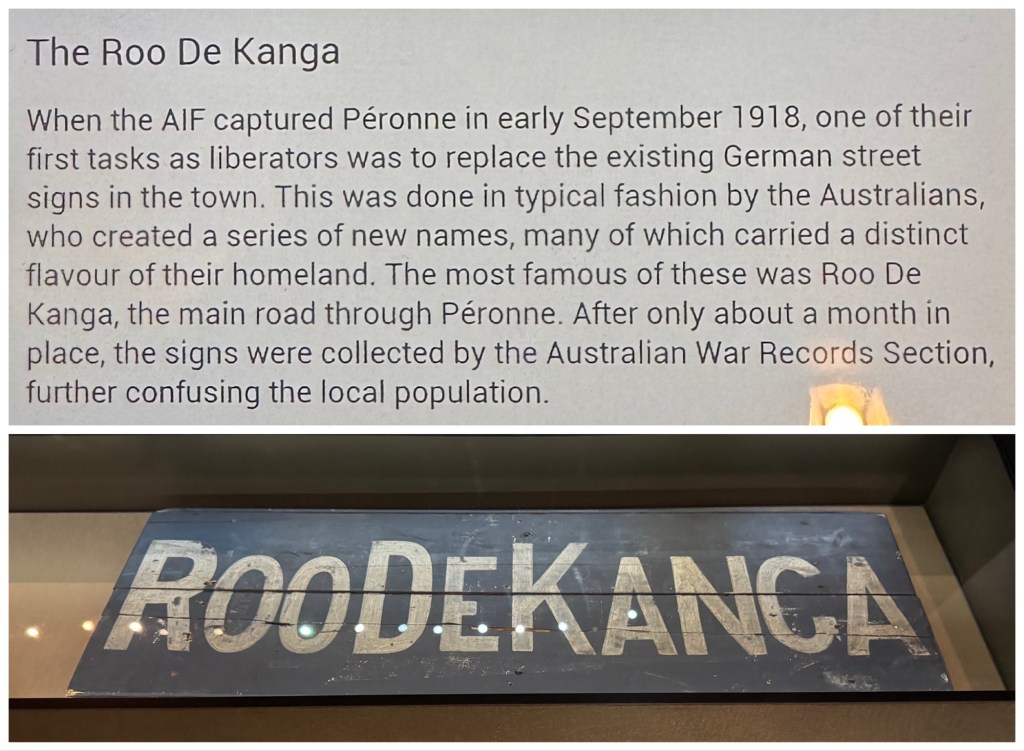 The Roo De Kanga
When the AIF captured Péronne in early September 1918, one of their
first tasks as liberators was to replace the existing German street
signs in the town. This was done in typical fashion by the Australians,
who created a series of new names, many of which carried a distinct
flavour of their homeland. The most famous of these was Roo De
Kanga, the main road through Péronne. After only about a month in
place, the signs were collected by the Australian War Records Section,
further confusing the local population.
ROODEKANGA